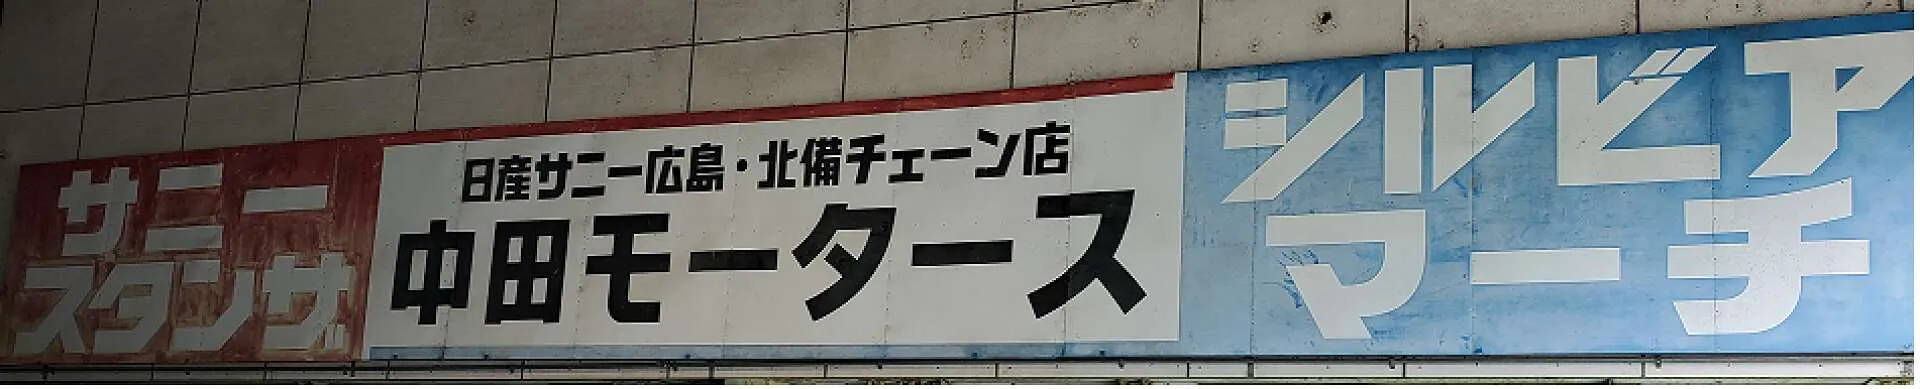 サニー
スタンザ
日産サニー広島・北備チェーン店
中田モータース
シルビア
マーチ